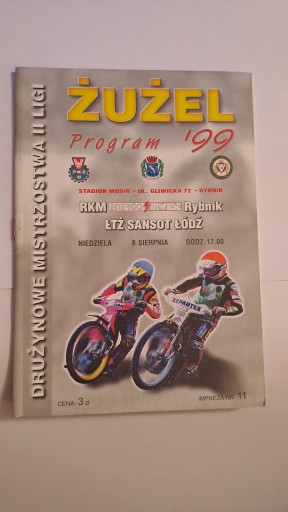 ŻUŻEL
Program '99
STADION MOSIR - UL. GLIWICKA 72 - RYBNIK
RKM Rybnik
ŁTŻ SANSOT ŁÓDŹ
NIEDZIELA 8 SIERPNIA GODZ. 17.00
DRUŻYNOWE MISTRZOSTWA II LIGI
CENA: 3 zł
IMPREZA NR. 11